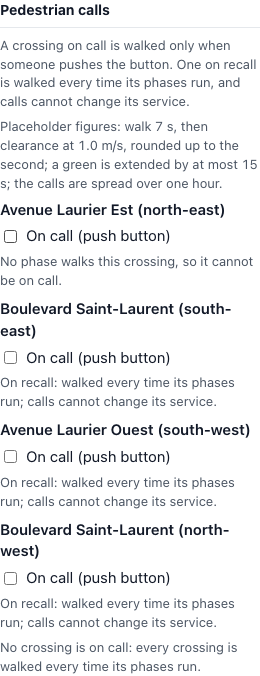 Pedestrian calls
A crossing on call is walked only when
someone pushes the button. One on recall
is walked every time its phases run, and
calls cannot change its service.
Placeholder figures: walk 7 s, then
clearance at 1.0 m/s, rounded up to the
second; a green is extended by at most 15
s; the calls are spread over one hour.
Avenue Laurier Est (north-east)
On call (push button)
No phase walks this crossing, so it cannot
be on call.
Boulevard Saint-Laurent (south-
east)
On call (push button)
On recall: walked every time its phases
run; calls cannot change its service.
Avenue Laurier Ouest (south-west)
On call (push button)
On recall: walked every time its phases
run; calls cannot change its service.
Boulevard Saint-Laurent (north-
west)
On call (push button)
On recall: walked every time its phases
run; calls cannot change its service.
No crossing is on call: every crossing is
walked every time its phases run.